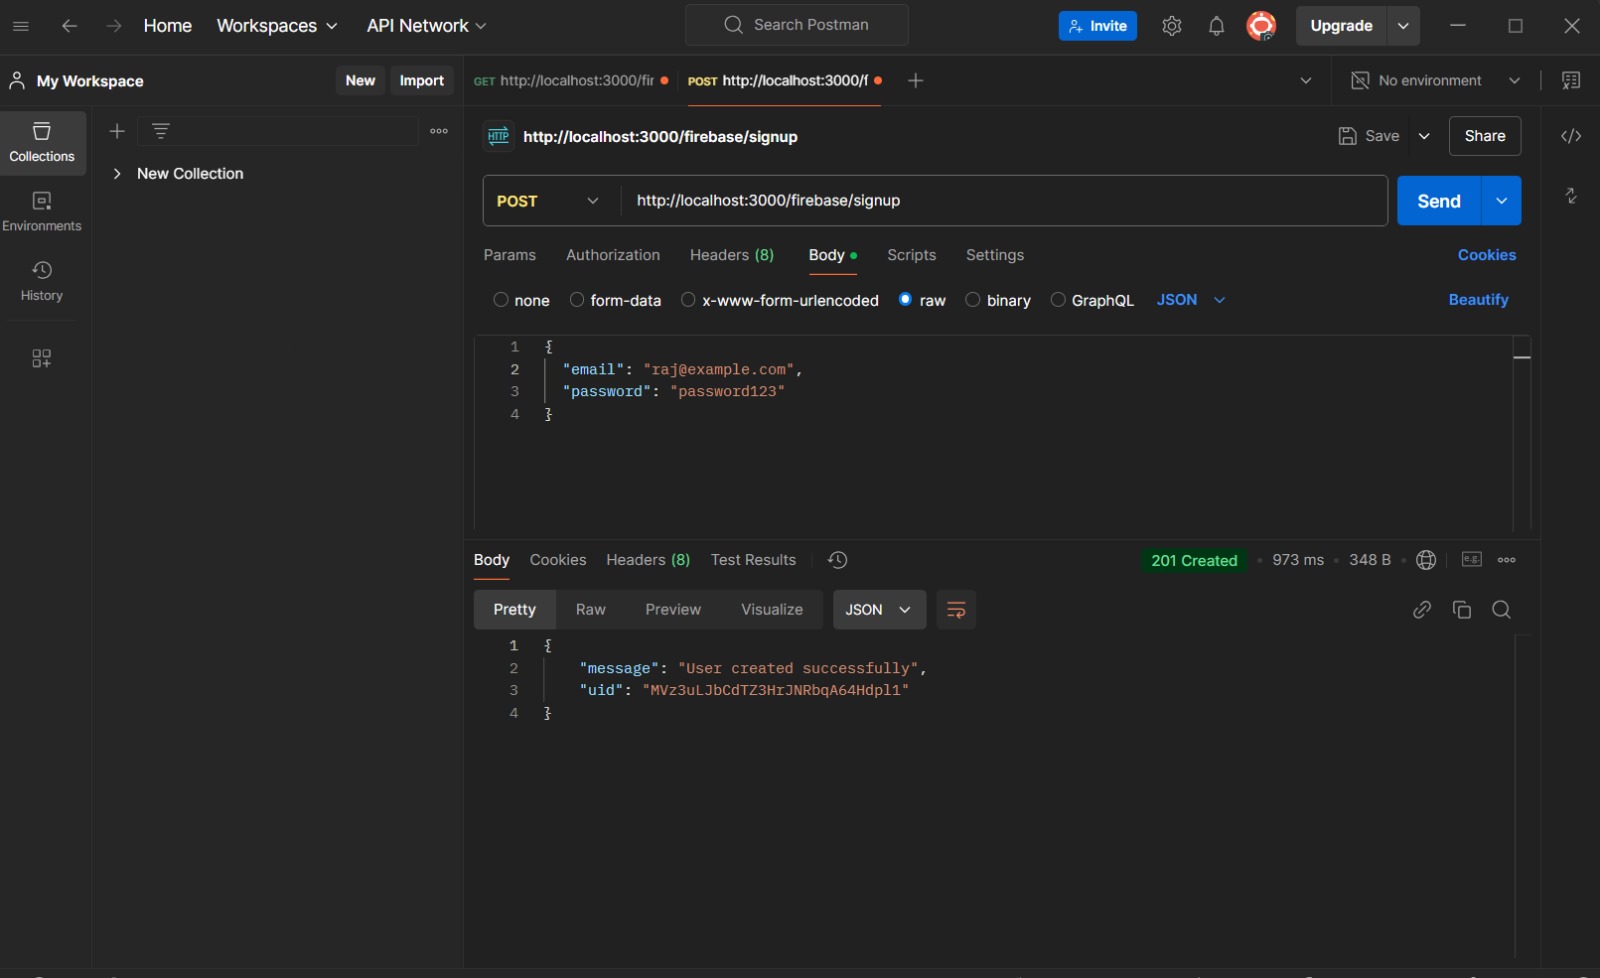 Home Workspaces API Network Search Postman Invite Upgrade
My Workspace New Import GET http://localhost:3000/fir POST http://localhost:3000/f No environment
Collections
Environments
History
New Collection
HTTP http://localhost:3000/firebase/signup Save Share
POST http://localhost:3000/firebase/signup Send
Params Authorization Headers (8) Body Scripts Settings Cookies
none form-data x-www-form-urlencoded raw binary GraphQL JSON Beautify
1 {
2 "email": "raj@example.com",
3 "password": "password123"
4 }
Body Cookies Headers (8) Test Results 201 Created 973 ms 348 B e.g.
Pretty Raw Preview Visualize JSON
1 {
2 "message": "User created successfully",
3 "uid": "MVz3uLJbCdTZ3HrJNRbqA64Hdpl1"
4 }